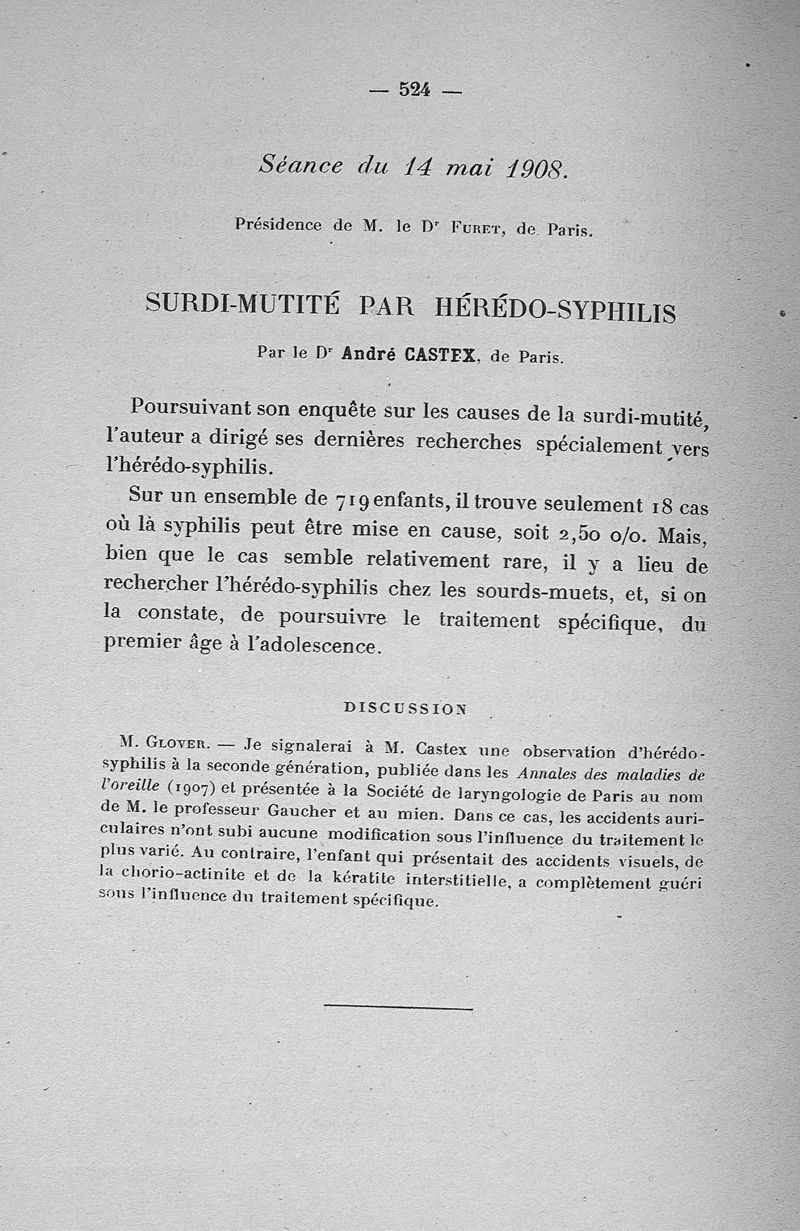 — 524 —
Séance du 14 mai 1908.
Présidence de M. le Dr Furet, de Paris.
SURDI-MUTITÉ PAR HÉRÉDO-SYPHILIS
Par le Dr André CASTEX, de Paris.
Poursuivant son enquête sur les causes de la surdi-mutité,
l'auteur a dirigé ses dernières recherches spécialement vers
l'hérédo-syphilis.
Sur un ensemble de 719 enfants, il trouve seulement 18 cas
où la syphilis peut être mise en cause, soit 2,50 o/o. Mais,
bien que le cas semble relativement rare, il y a lieu de
rechercher l'hérédo-syphilis chez les sourds-muets, et, si on
la constate, de poursuivre le traitement spécifique, du
premier âge à l'adolescence.
DISCUSSION
M. Glover. — Je signalerai à M. Castex une observation d'hérédo-
syphilis à la seconde génération, publiée dans les Annales des maladies de
l'oreille (1907) et présentée à la Société de laryngologie de Paris au nom
de M. le professeur Gaucher et au mien. Dans ce cas, les accidents auri-
culaires n'ont subi aucune modification sous l'influence du traitement le
plus varié. Au contraire, l'enfant qui présentait des accidents visuels, de
la chorio-actinite et de la kératite interstitielle, a complètement guéri
sous l'influence du traitement spécifique.